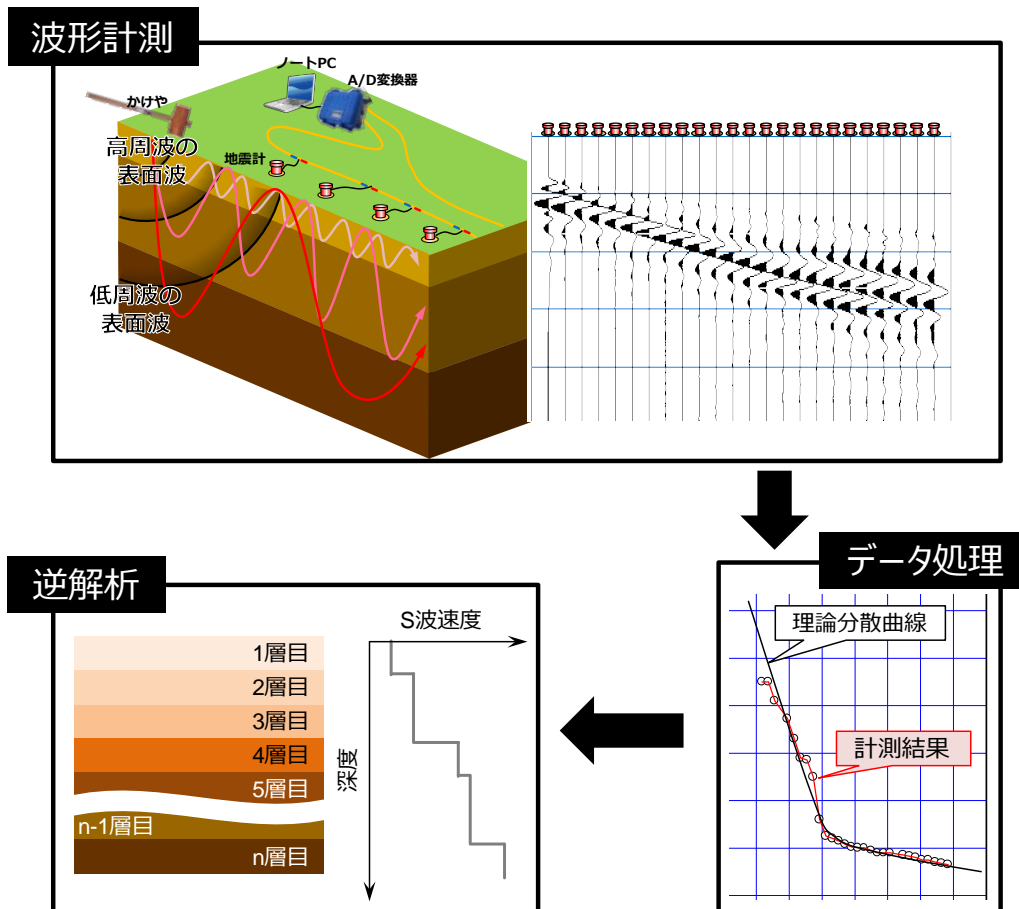 波形計測
ノートPC
A/D変換器
かけや
高周波の
表面波
地震計
低周波の
表面波
データ処理
理論分散曲線
計測結果
逆解析
S波速度
深度
1層目
2層目
3層目
4層目
5層目
n-1層目
n層目